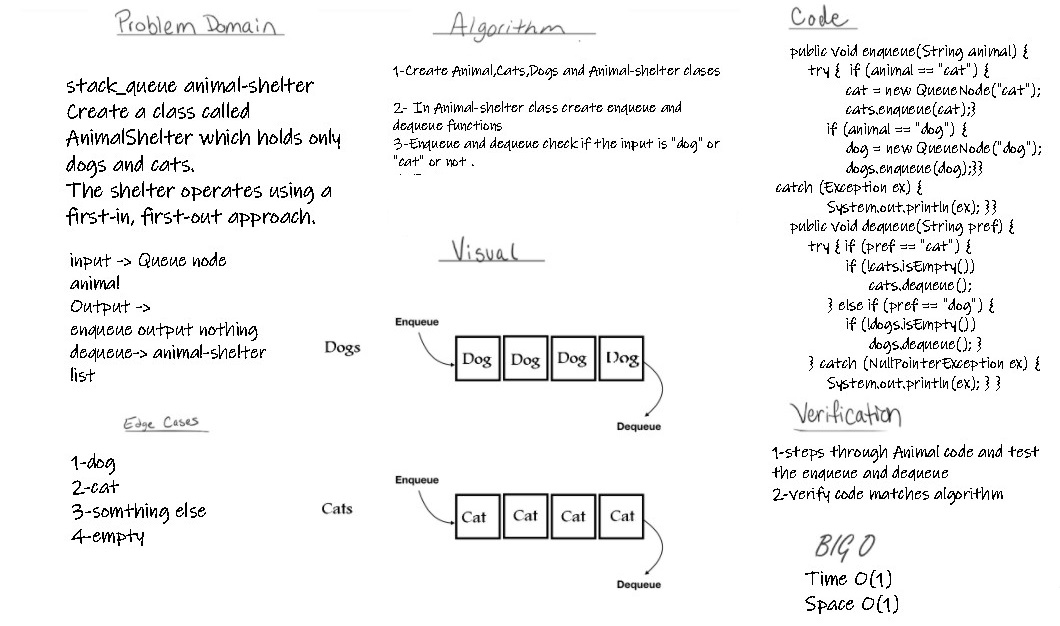 Problem Domain
stack_queue animal-shelter
Create a class called
AnimalShelter which holds only
dogs and cats.
The shelter operates using a
first-in, first-out approach.
input -> Queue node
animal
Output ->
enqueue output nothing
dequeue-> animal-shelter
list
Edge Cases
1-dog
2-cat
3-somthing else
4-empty
Algorithm
1-Create Animal,Cats,Dogs and Animal-shelter clases
2- In Animal-shelter class create enqueue and
dequeue functions
3-Enqueue and dequeue check if the input is "dog" or
"cat" or not .
Visual
Enqueue
Dogs
Dog Dog Dog Dog
Dequeue
Enqueue
Cats
Cat Cat Cat Cat
Dequeue
Code
public void enqueue(String animal) {
try { if (animal == "cat") {
cat = new QueueNode("cat");
cats.enqueue(cat);}
if (animal == "dog") {
dog = new QueueNode("dog");
dogs.enqueue(dog);}}
catch (Exception ex) {
System.out.println(ex); }}
public void dequeue(String pref) {
try { if (pref == "cat") {
if (!cats.isEmpty())
cats.dequeue();
} else if (pref == "dog") {
if (!dogs.isEmpty())
dogs.dequeue(); }
} catch (NullPointerException ex) {
System.out.println(ex); } }
Verification
1-steps through Animal code and test
the enqueue and dequeue
2-verify code matches algorithm
BIG O
Time O(1)
Space O(1)